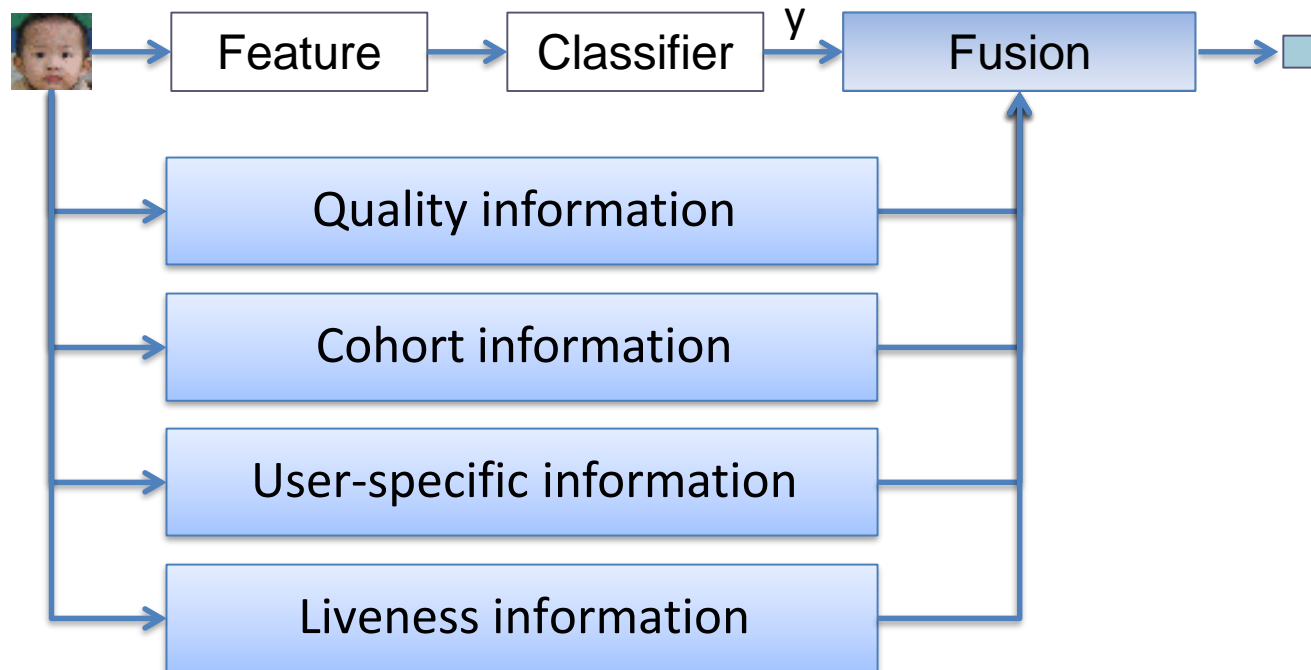 Feature
Classifier
y
Fusion
Quality information
Cohort information
User-specific information
Liveness information